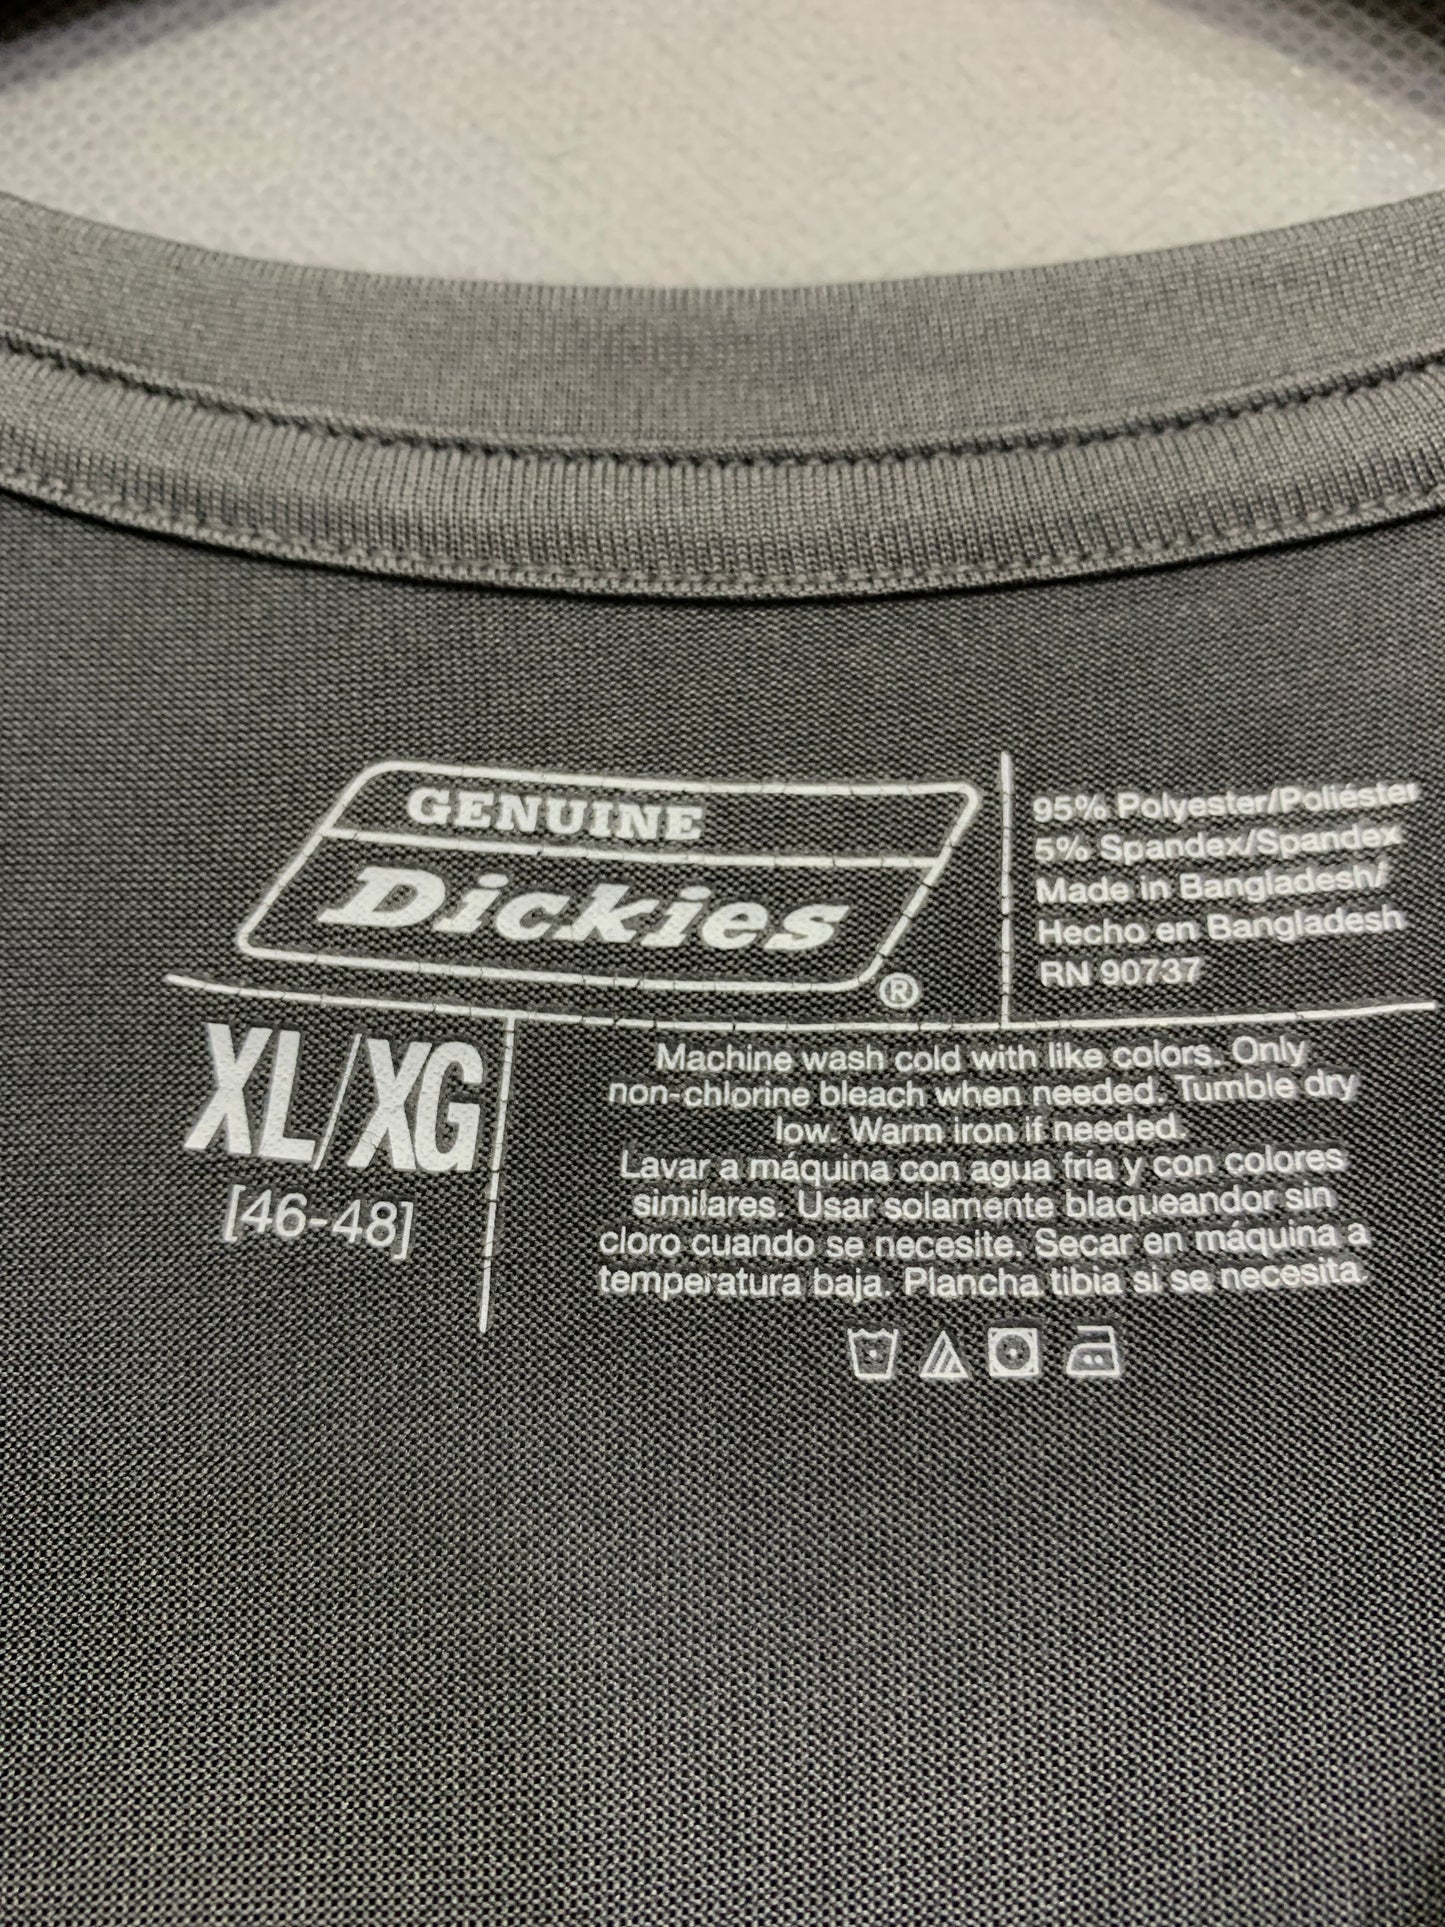 GENUINE
Dickies
®
95% Polyester/Poliéster
5% Spandex/Spandex
Made in Bangladesh/
Hecho en Bangladesh
RN 90737
XL/XG
[46-48]
Machine wash cold with like colors. Only
non-chlorine bleach when needed. Tumble dry
low. Warm iron if needed.
Lavar a máquina con agua fría y con colores
similares. Usar solamente blaqueandor sin
cloro cuando se necesite. Secar en máquina a
temperatura baja. Plancha tibia si se necesita.